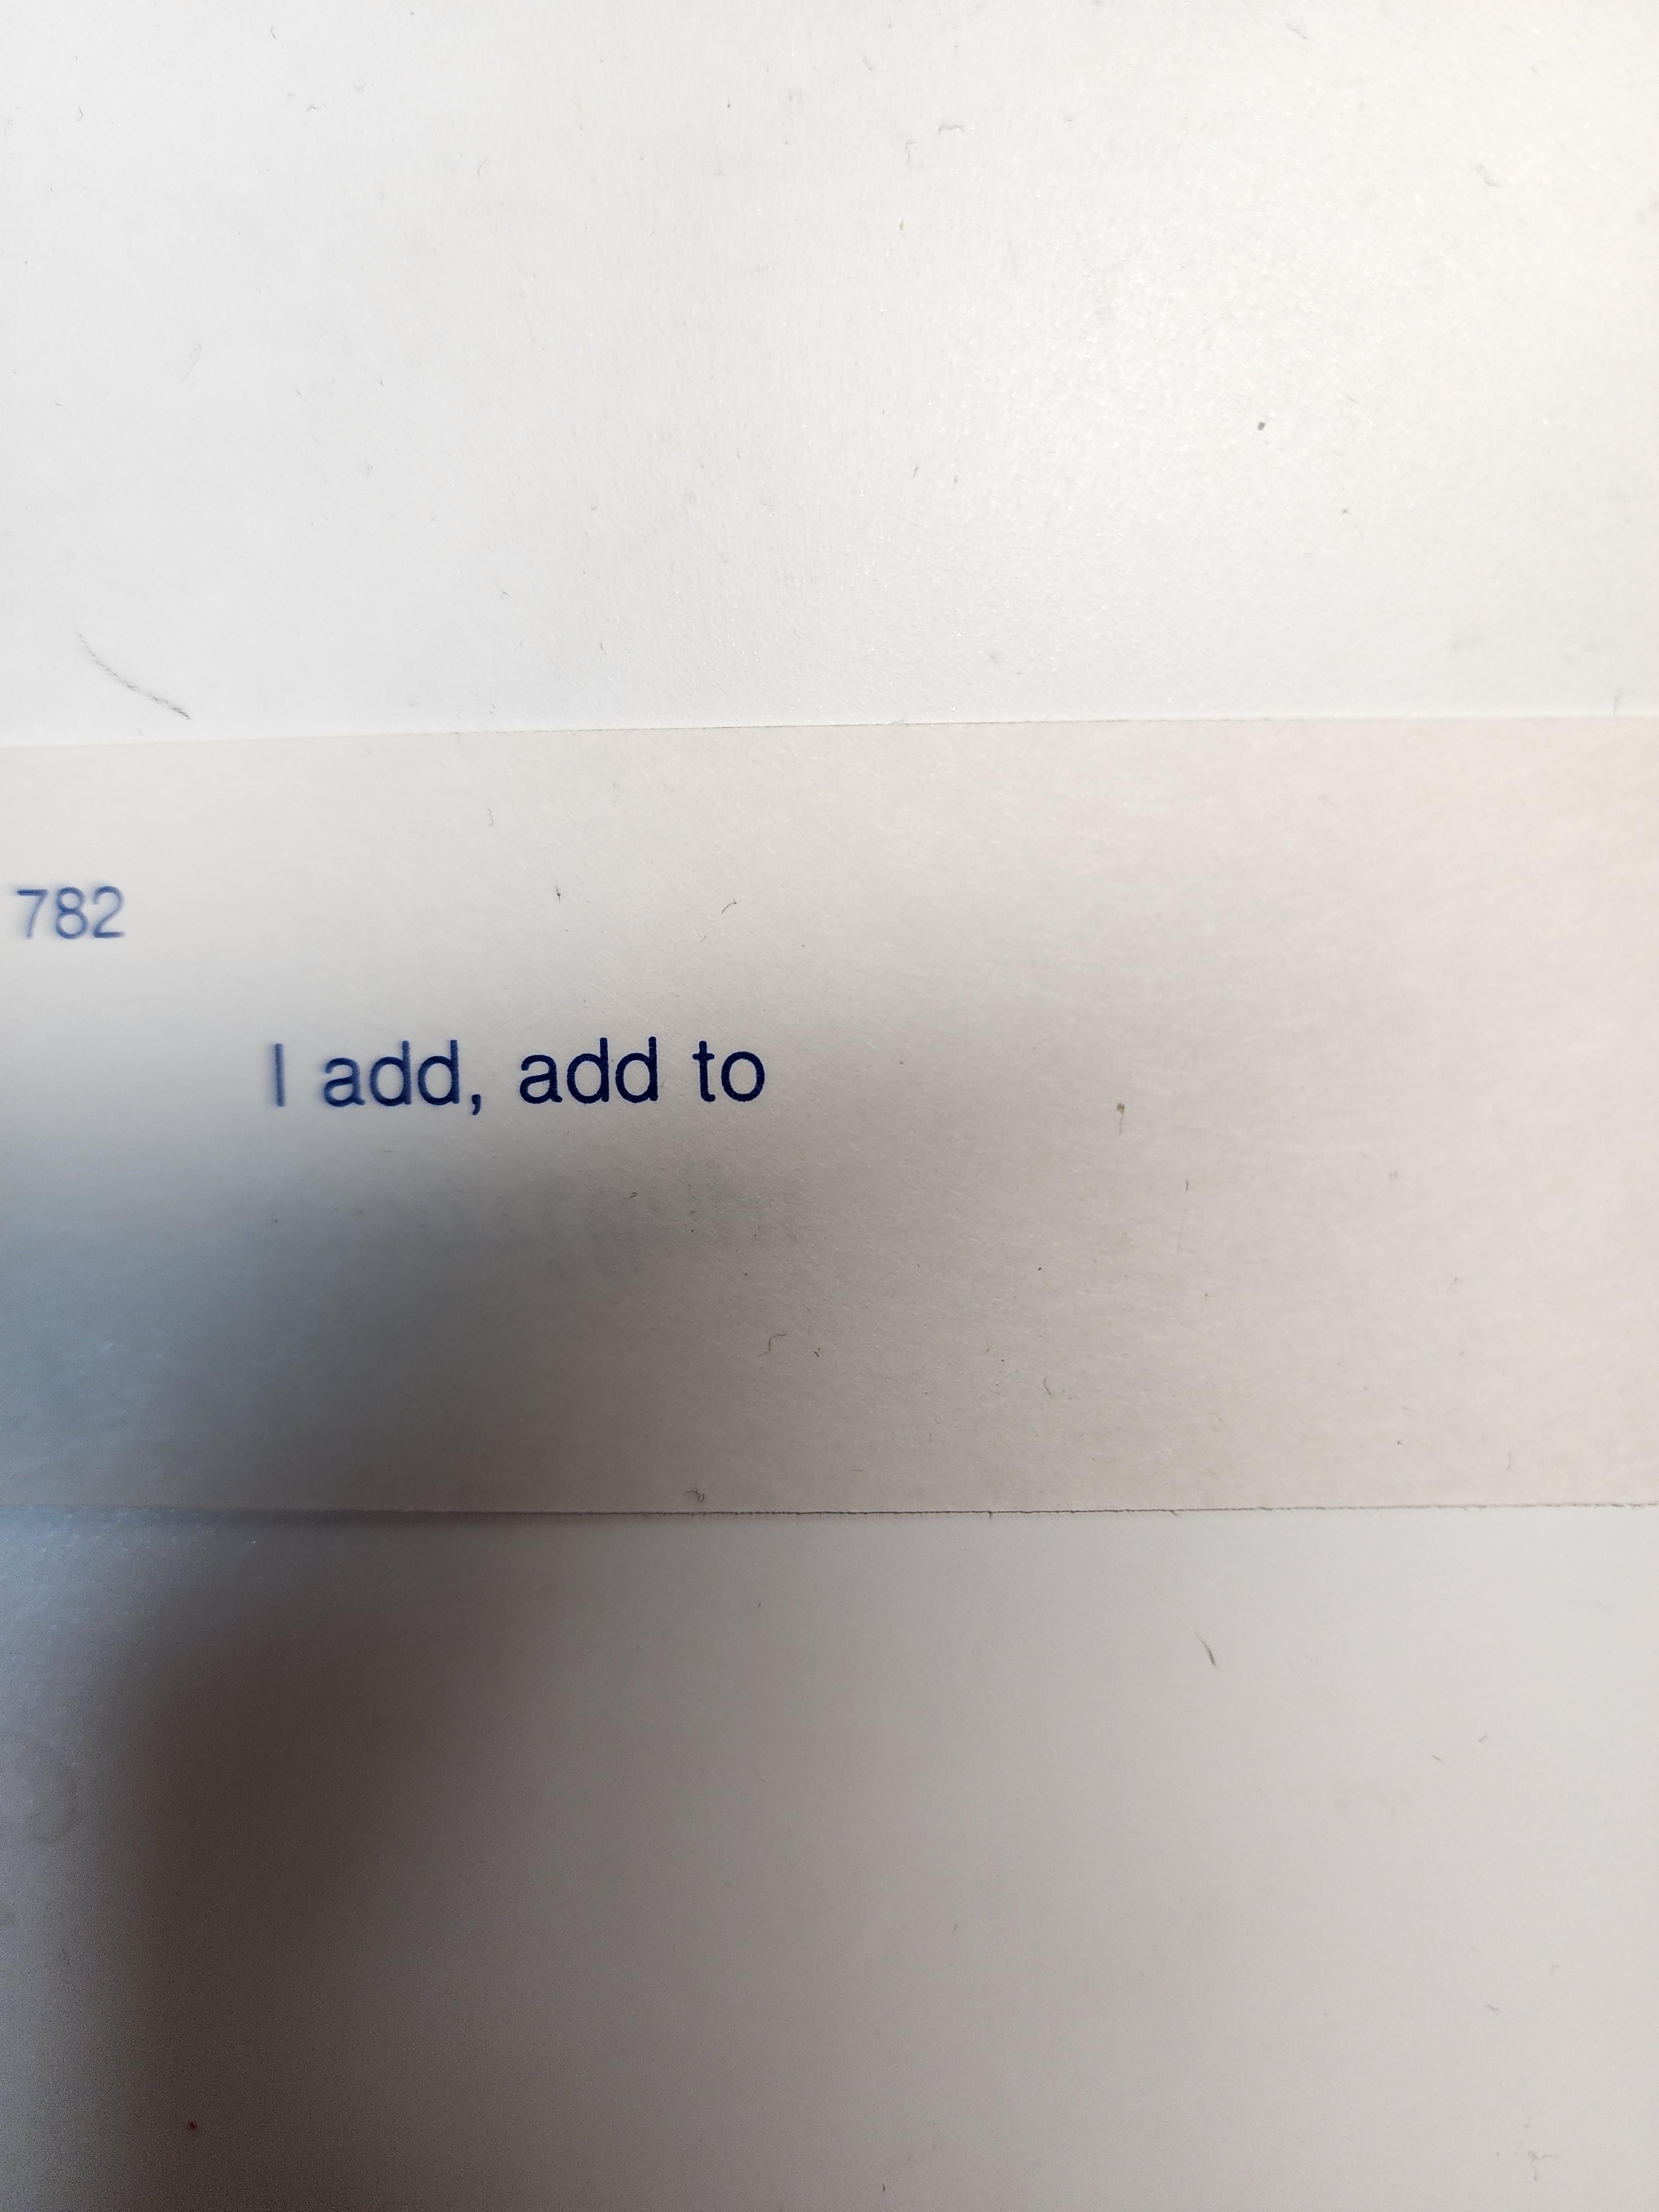 782
I add, add to